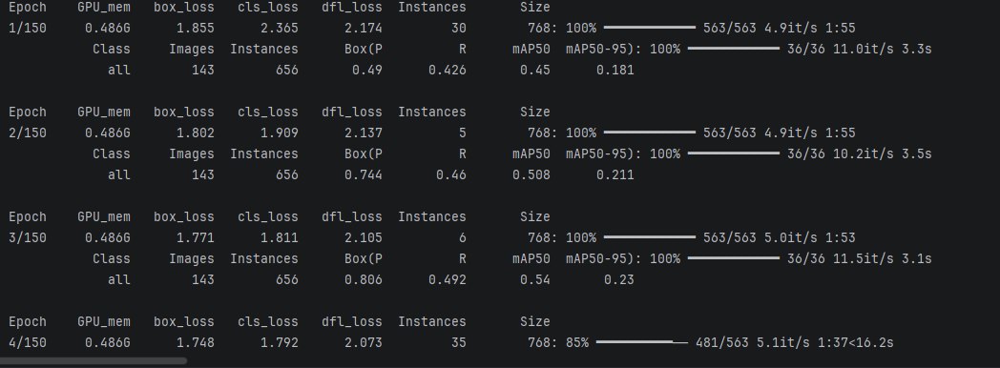 Epoch GPU_mem box_loss cls_loss dfl_loss Instances Size
1/150 0.486G 1.855 2.365 2.174 30 768: 100% ━━━━━━━━━━━━ 563/563 4.9it/s 1:55
Class Images Instances Box(P R mAP50 mAP50-95): 100% ━━━━━━━━━━━━ 36/36 11.0it/s 3.3s
all 143 656 0.49 0.426 0.45 0.181
Epoch GPU_mem box_loss cls_loss dfl_loss Instances Size
2/150 0.486G 1.802 1.909 2.137 5 768: 100% ━━━━━━━━━━━━ 563/563 4.9it/s 1:55
Class Images Instances Box(P R mAP50 mAP50-95): 100% ━━━━━━━━━━━━ 36/36 10.2it/s 3.5s
all 143 656 0.744 0.46 0.508 0.211
Epoch GPU_mem box_loss cls_loss dfl_loss Instances Size
3/150 0.486G 1.771 1.811 2.105 6 768: 100% ━━━━━━━━━━━━ 563/563 5.0it/s 1:53
Class Images Instances Box(P R mAP50 mAP50-95): 100% ━━━━━━━━━━━━ 36/36 11.5it/s 3.1s
all 143 656 0.806 0.492 0.54 0.23
Epoch GPU_mem box_loss cls_loss dfl_loss Instances Size
4/150 0.486G 1.748 1.792 2.073 35 768: 85% ━━━━━━━━━━── 481/563 5.1it/s 1:37<16.2s